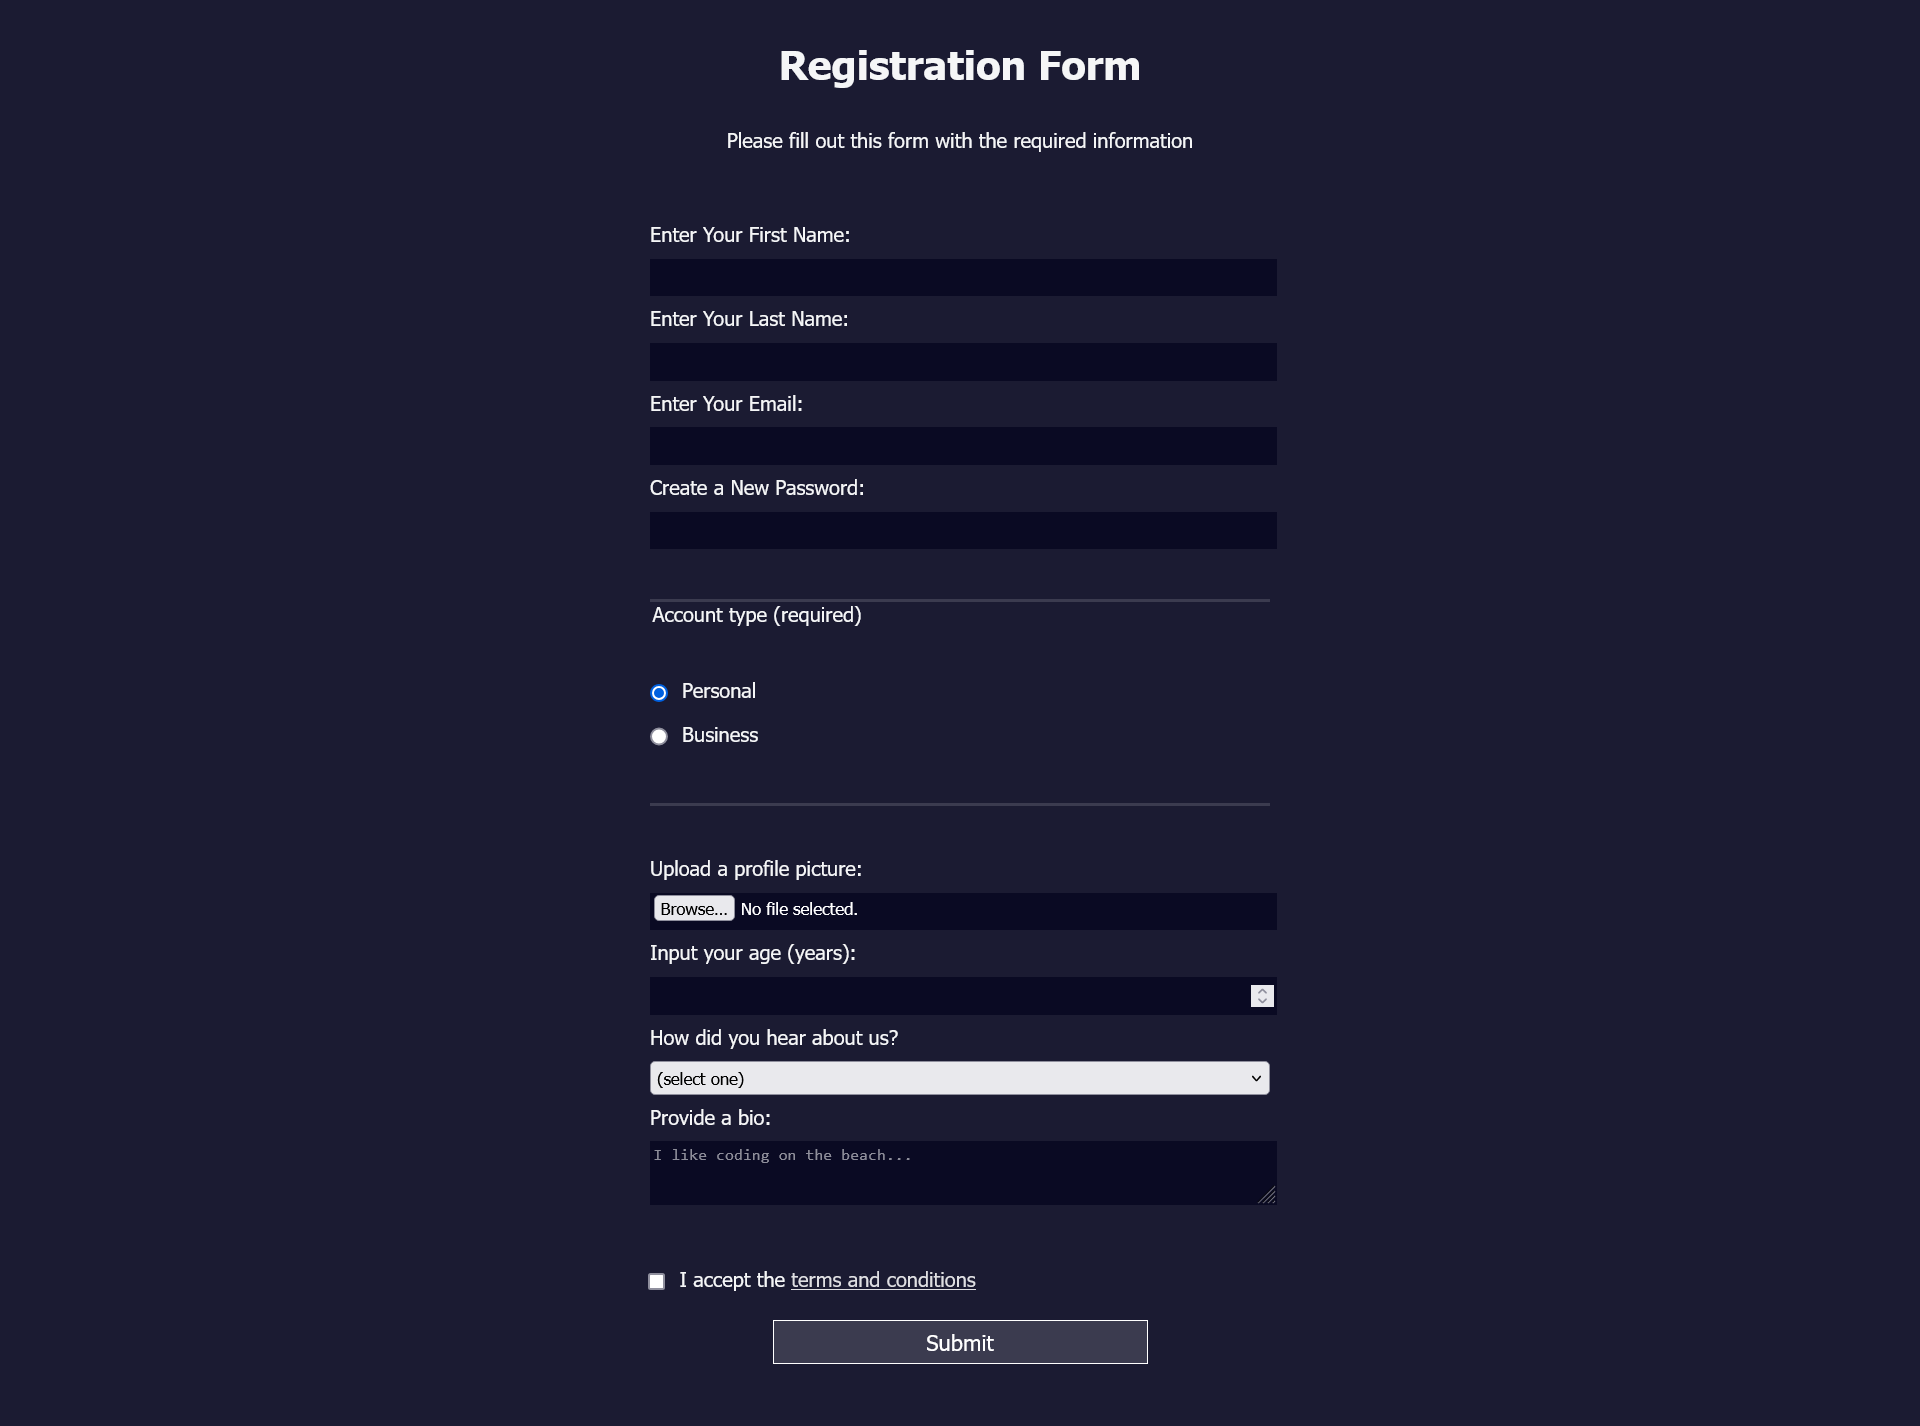 Registration Form
Please fill out this form with the required information
Enter Your First Name:
Enter Your Last Name:
Enter Your Email:
Create a New Password:
Account type (required)
Personal
Business
Upload a profile picture:
Browse... No file selected.
Input your age (years):
How did you hear about us?
(select one)
Provide a bio:
I like coding on the beach...
I accept the terms and conditions
Submit